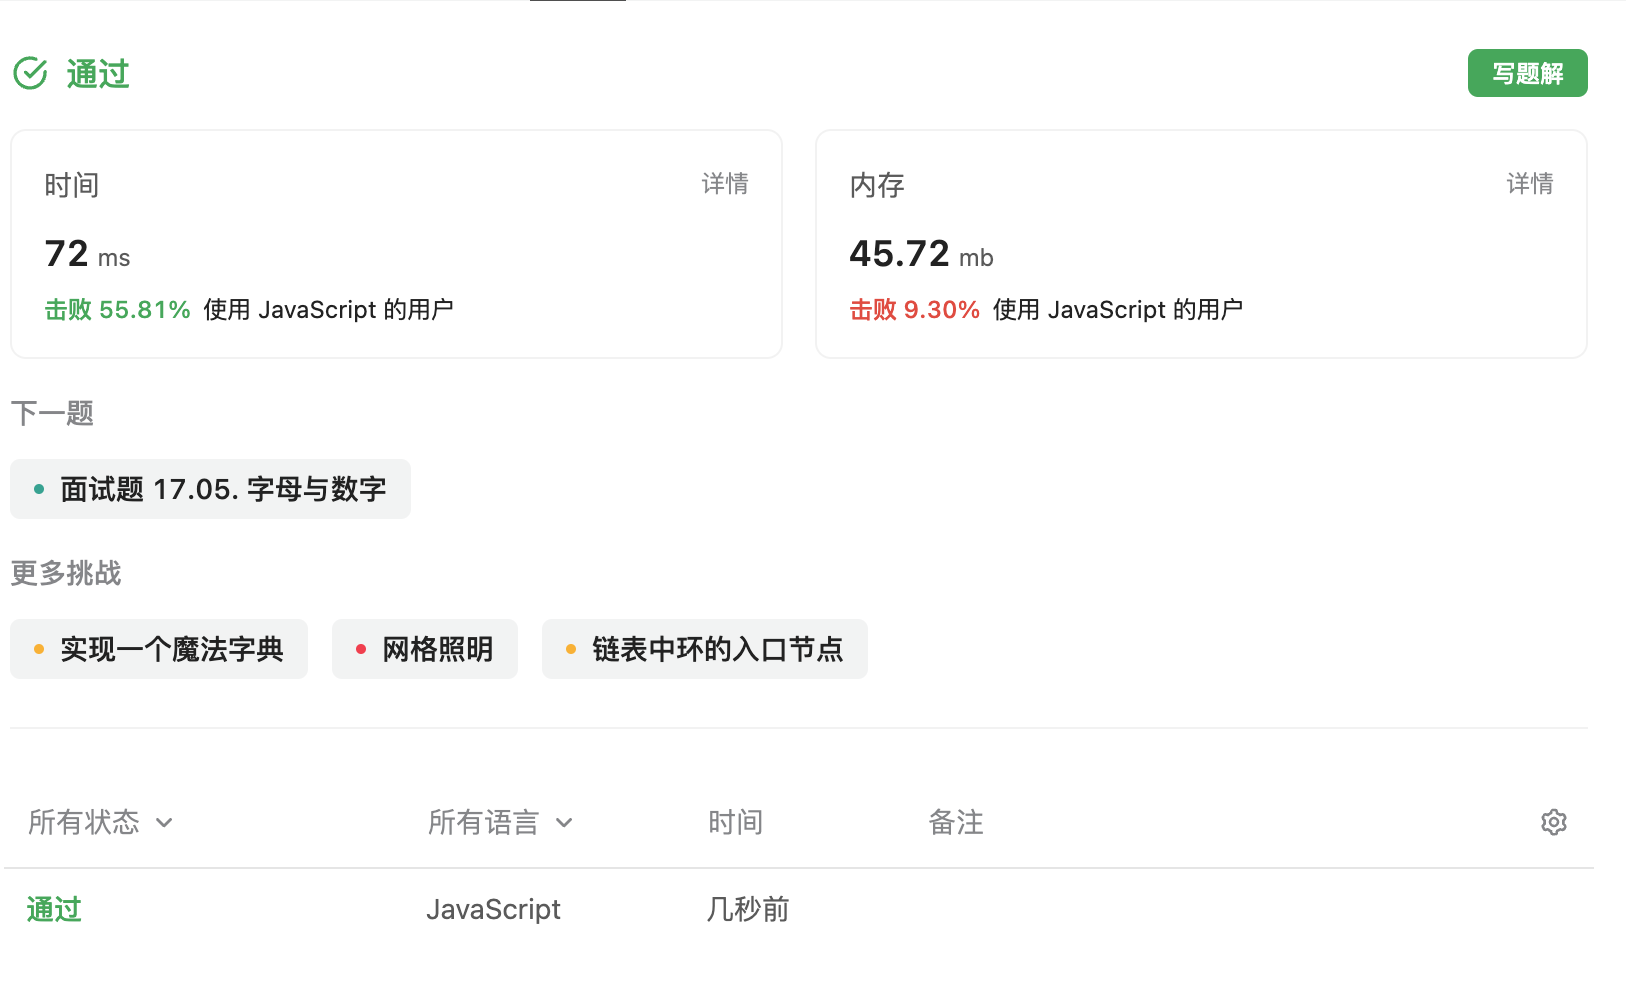 通过
写题解
时间 详情
72 ms
击败 55.81% 使用 JavaScript 的用户
内存 详情
45.72 mb
击败 9.30% 使用 JavaScript 的用户
下一题
面试题 17.05. 字母与数字
更多挑战
实现一个魔法字典 网格照明 链表中环的入口节点
所有状态 所有语言 时间 备注
通过 JavaScript 几秒前